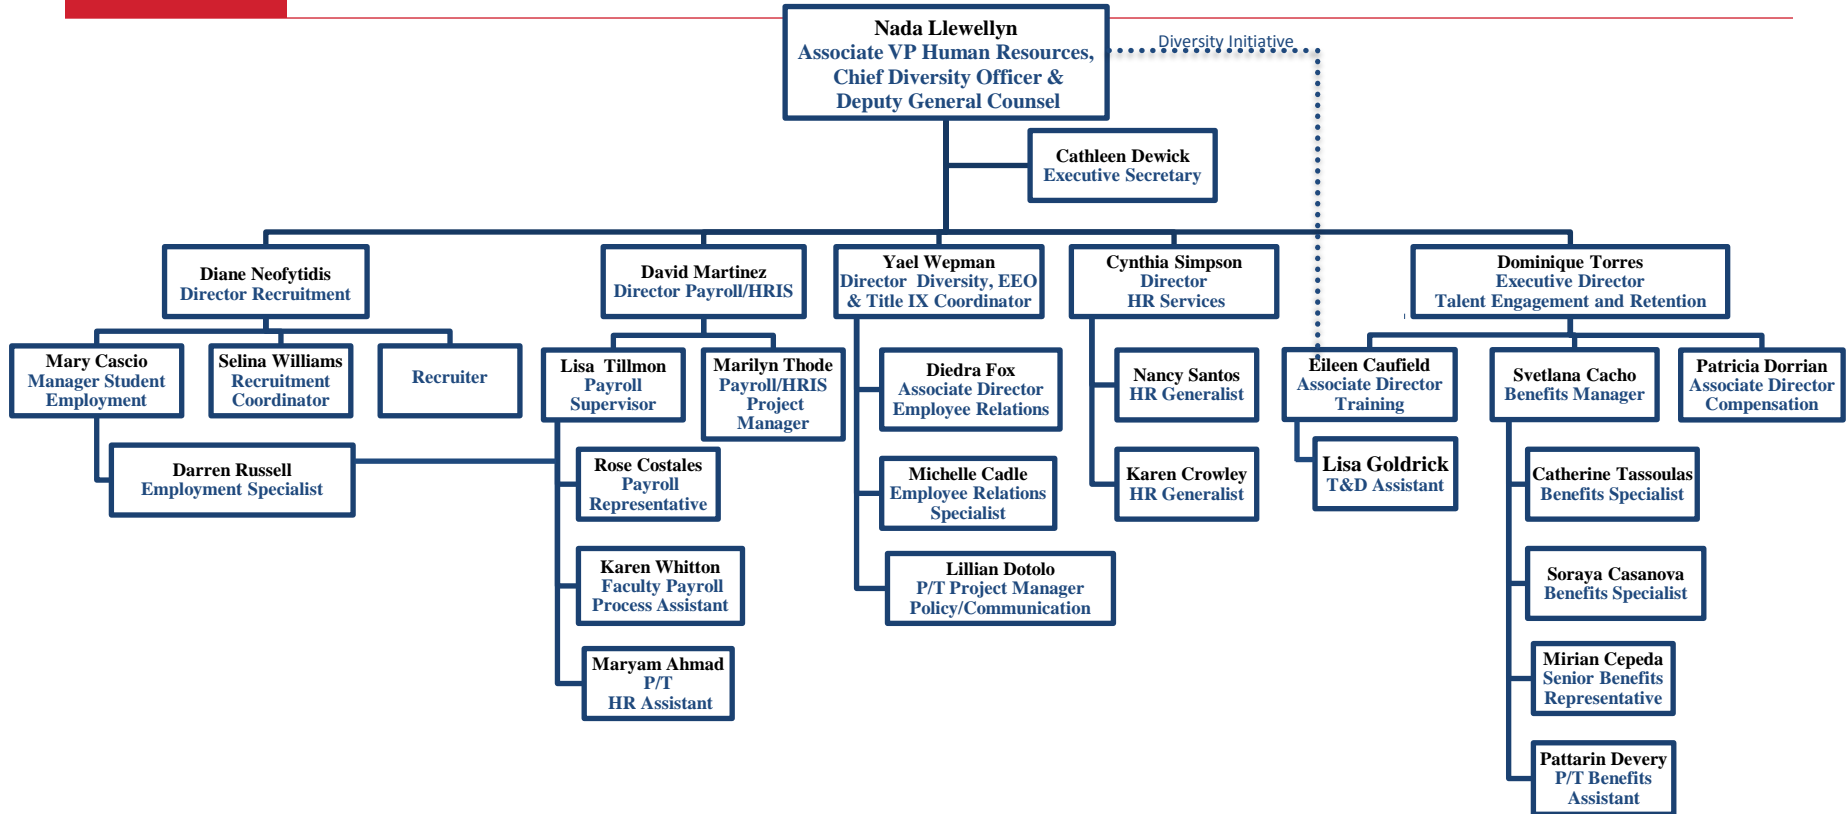 Nada Llewellyn
Associate VP Human Resources,
Chief Diversity Officer &
Deputy General Counsel
Diversity Initiative
Cathleen Dewick
Executive Secretary
Diane Neofytidis
Director Recruitment
David Martinez
Director Payroll/HRIS
Yael Wepman
Director Diversity, EEO
& Title IX Coordinator
Cynthia Simpson
Director
HR Services
Dominique Torres
Executive Director
Talent Engagement and Retention
Mary Cascio
Manager Student
Employment
Selina Williams
Recruitment
Coordinator
Recruiter
Darren Russell
Employment Specialist
Lisa Tillmon
Payroll
Supervisor
Marilyn Thode
Payroll/HRIS
Project
Manager
Rose Costales
Payroll
Representative
Karen Whitton
Faculty Payroll
Process Assistant
Maryam Ahmad
P/T
HR Assistant
Diedra Fox
Associate Director
Employee Relations
Michelle Cadle
Employee Relations
Specialist
Lillian Dotolo
P/T Project Manager
Policy/Communication
Nancy Santos
HR Generalist
Karen Crowley
HR Generalist
Eileen Caufield
Associate Director
Training
Lisa Goldrick
T&D Assistant
Svetlana Cacho
Benefits Manager
Patricia Dorrian
Associate Director
Compensation
Catherine Tassoulas
Benefits Specialist
Soraya Casanova
Benefits Specialist
Mirian Cepeda
Senior Benefits
Representative
Pattarin Devery
P/T Benefits
Assistant